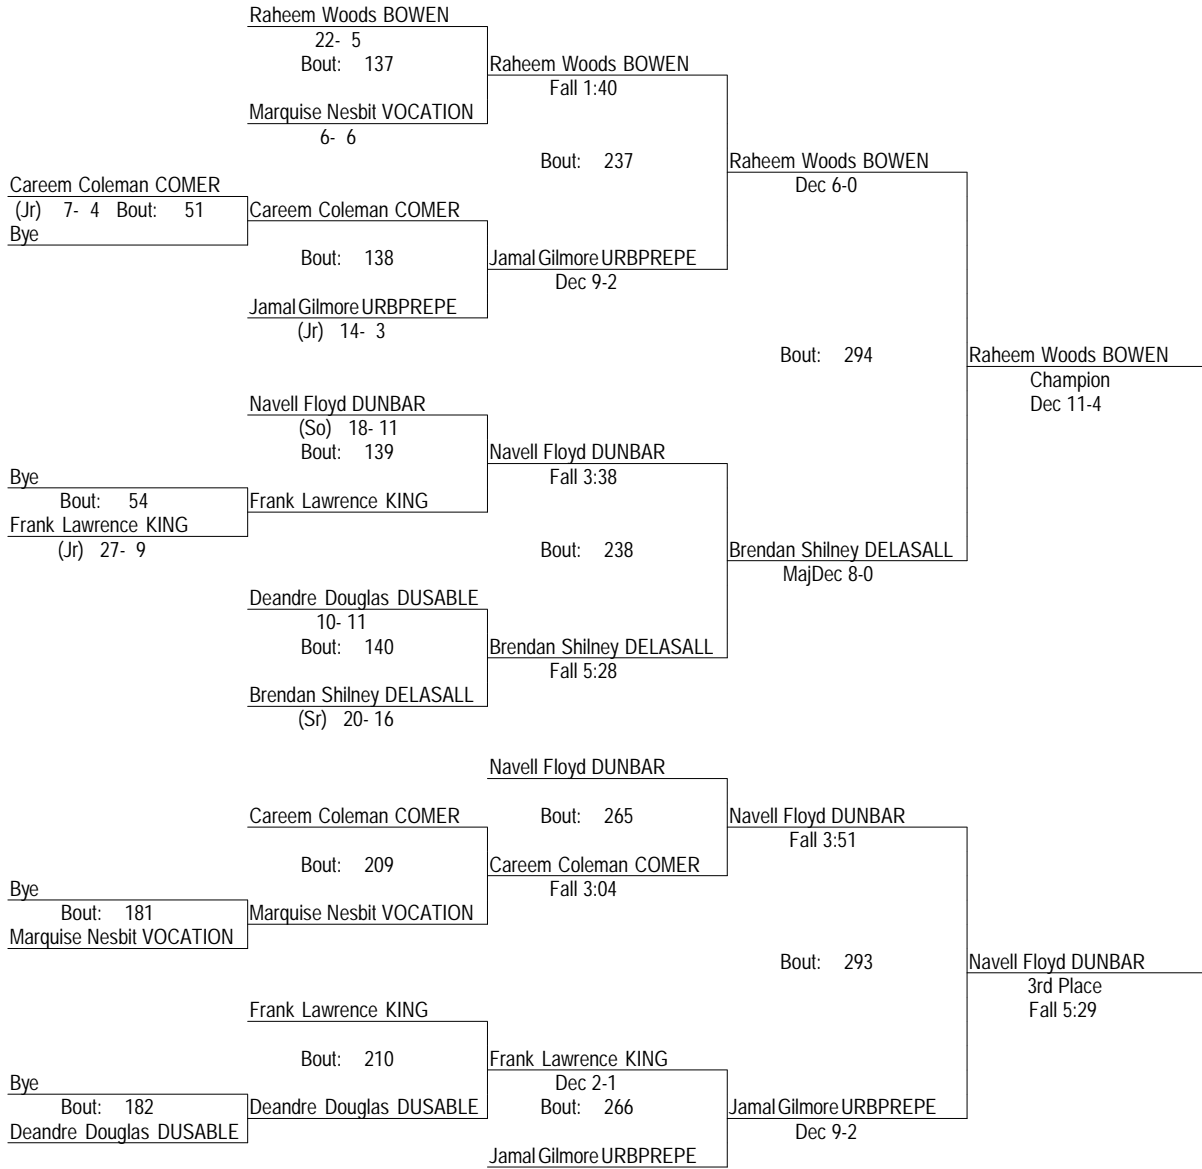 Raheem Woods BOWEN
22- 5
Bout: 137
Raheem Woods BOWEN
Fall 1:40
Marquise Nesbit VOCATION
6- 6
Bout: 237
Raheem Woods BOWEN
Dec 6-0
Careem Coleman COMER
(Jr) 7- 4 Bout: 51
Careem Coleman COMER
Bye
Bout: 138
Jamal Gilmore URBPREPE
Dec 9-2
Jamal Gilmore URBPREPE
(Jr) 14- 3
Bout: 294
Raheem Woods BOWEN
Champion
Dec 11-4
Navell Floyd DUNBAR
(So) 18- 11
Bout: 139
Navell Floyd DUNBAR
Fall 3:38
Bye
Bout: 54
Frank Lawrence KING
Frank Lawrence KING
(Jr) 27- 9
Bout: 238
Brendan Shilney DELASALL
MajDec 8-0
Deandre Douglas DUSABLE
10- 11
Bout: 140
Brendan Shilney DELASALL
Fall 5:28
Brendan Shilney DELASALL
(Sr) 20- 16
Navell Floyd DUNBAR
Careem Coleman COMER
Bout: 265
Navell Floyd DUNBAR
Fall 3:51
Bout: 209
Careem Coleman COMER
Fall 3:04
Bye
Bout: 181
Marquise Nesbit VOCATION
Marquise Nesbit VOCATION
Bout: 293
Navell Floyd DUNBAR
3rd Place
Fall 5:29
Frank Lawrence KING
Bout: 210
Frank Lawrence KING
Dec 2-1
Bye
Bout: 182
Deandre Douglas DUSABLE
Bout: 266
Jamal Gilmore URBPREPE
Dec 9-2
Deandre Douglas DUSABLE
Jamal Gilmore URBPREPE